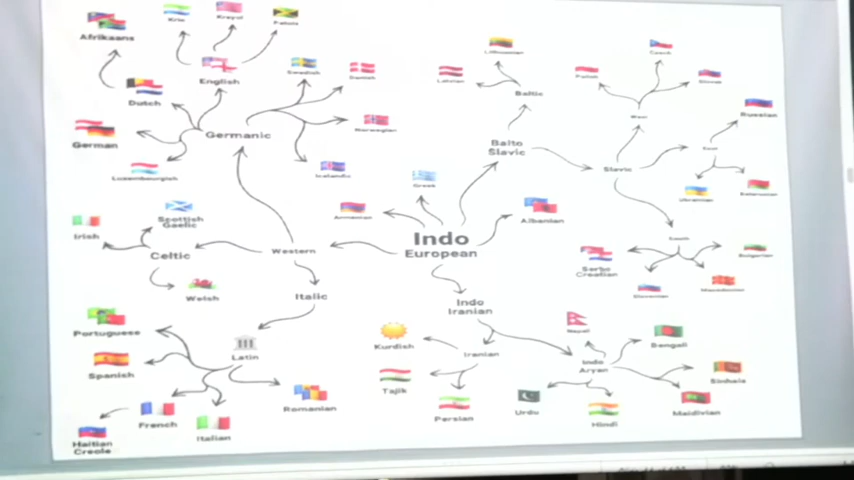 Afrikaans
Krio
Kreyol
Patois
English
Swedish
Danish
Dutch
Norwegian
German
Germanic
Luxembourgish
Icelandic
Lithuanian
Latvian
Baltic
Czech
Polish
Slovak
Russian
Balto
Slavic
Slavic
East
Ukrainian
Belarusian
Greek
Armenian
Albanian
Scottish
Gaelic
Irish
Celtic
Western
Indo
European
South
Serbo
Croatian
Bulgarian
Slovenian
Macedonian
Welsh
Italic
Indo
Iranian
Portuguese
Latin
Spanish
Kurdish
Iranian
Nepal
Bengali
Indo
Aryan
Sinhala
Tajik
Romanian
Persian
Urdu
Hindi
Maldivian
French
Italian
Haitian
Creole